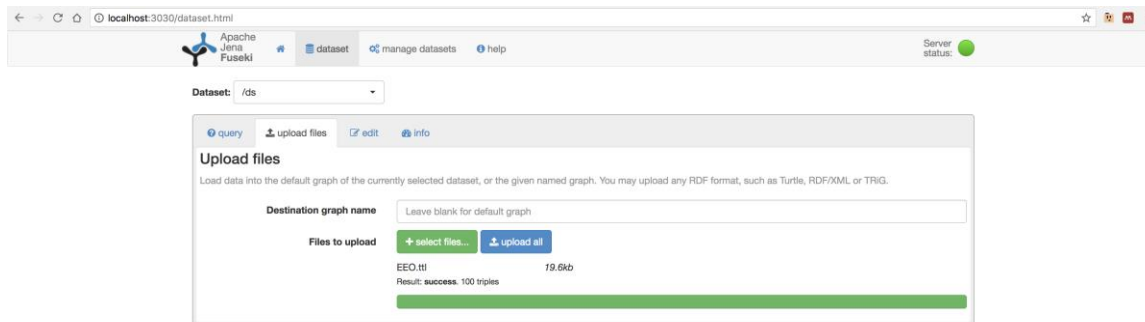 localhost:3030/dataset.html
Apache
Jena
Fuseki
dataset
manage datasets
help
Server
status:
Dataset: /ds
query
upload files
edit
info
Upload files
Load data into the default graph of the currently selected dataset, or the given named graph. You may upload any RDF format, such as Turtle, RDF/XML or TRiG.
Destination graph name
Leave blank for default graph
Files to upload
+ select files...
upload all
EEO.ttl 19.6kb
Result: success. 100 triples